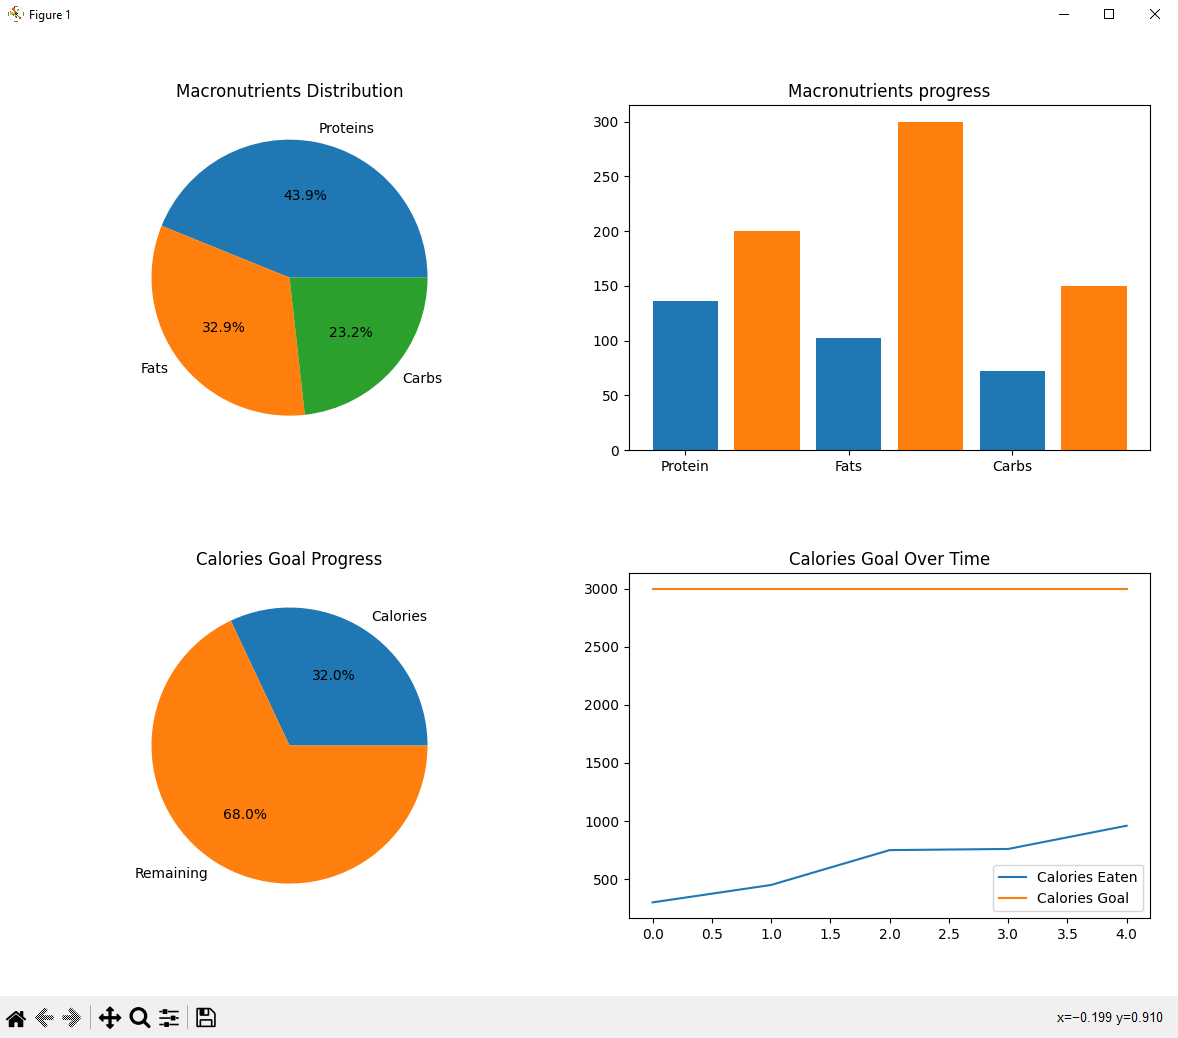 Figure 1
Macronutrients Distribution
Proteins
43.9%
32.9%
23.2%
Fats
Carbs
Macronutrients progress
300
250
200
150
100
50
0
Protein Fats Carbs
Calories Goal Progress
Calories
32.0%
68.0%
Remaining
Calories Goal Over Time
3000
2500
2000
1500
1000
500
Calories Eaten
Calories Goal
0.0 0.5 1.0 1.5 2.0 2.5 3.0 3.5 4.0
x=−0.199 y=0.910